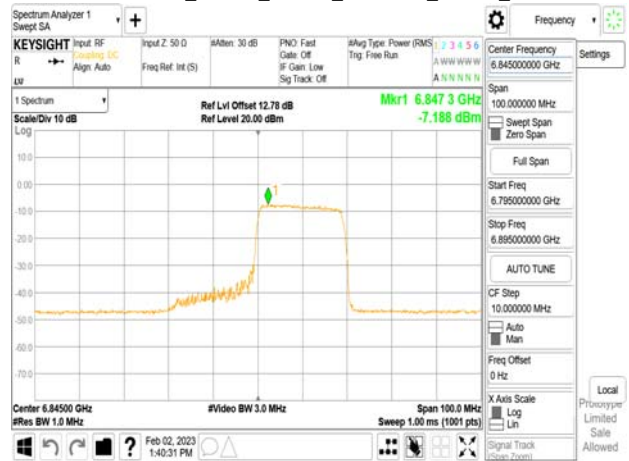 Spectrum Analyzer 1
Swept SA
Frequency
KEYSIGHT Input: RF Input Z: 50 Ω #Atten: 30 dB PNO: Fast #Avg Type: Power (RMS 1 2 3 4 5 6
R Coupling: DC Gate: Off Trig: Free Run A W W W W W
Align: Auto Freq Ref: Int (S) IF Gain: Low
LXI Sig Track: Off A N N N N N
1 Spectrum
Scale/Div 10 dB
Ref Lvl Offset 12.78 dB
Ref Level 20.00 dBm
Mkr1 6.847 3 GHz
-7.188 dBm
Log
10.0
0.00
-10.0
-20.0
-30.0
-40.0
-50.0
-60.0
-70.0
1
Center 6.84500 GHz #Video BW 3.0 MHz Span 100.0 MHz
#Res BW 1.0 MHz Sweep 1.00 ms (1001 pts)
?
Feb 02, 2023
1:40:31 PM
Center Frequency
6.845000000 GHz
Settings
Span
100.000000 MHz
Swept Span
Zero Span
Full Span
Start Freq
6.795000000 GHz
Stop Freq
6.895000000 GHz
AUTO TUNE
CF Step
10.000000 MHz
Auto
Man
Freq Offset
0 Hz
X Axis Scale
Log
Lin
Signal Track
(Span Zoom)
Local
Prototype
Limited
Sale
Allowed